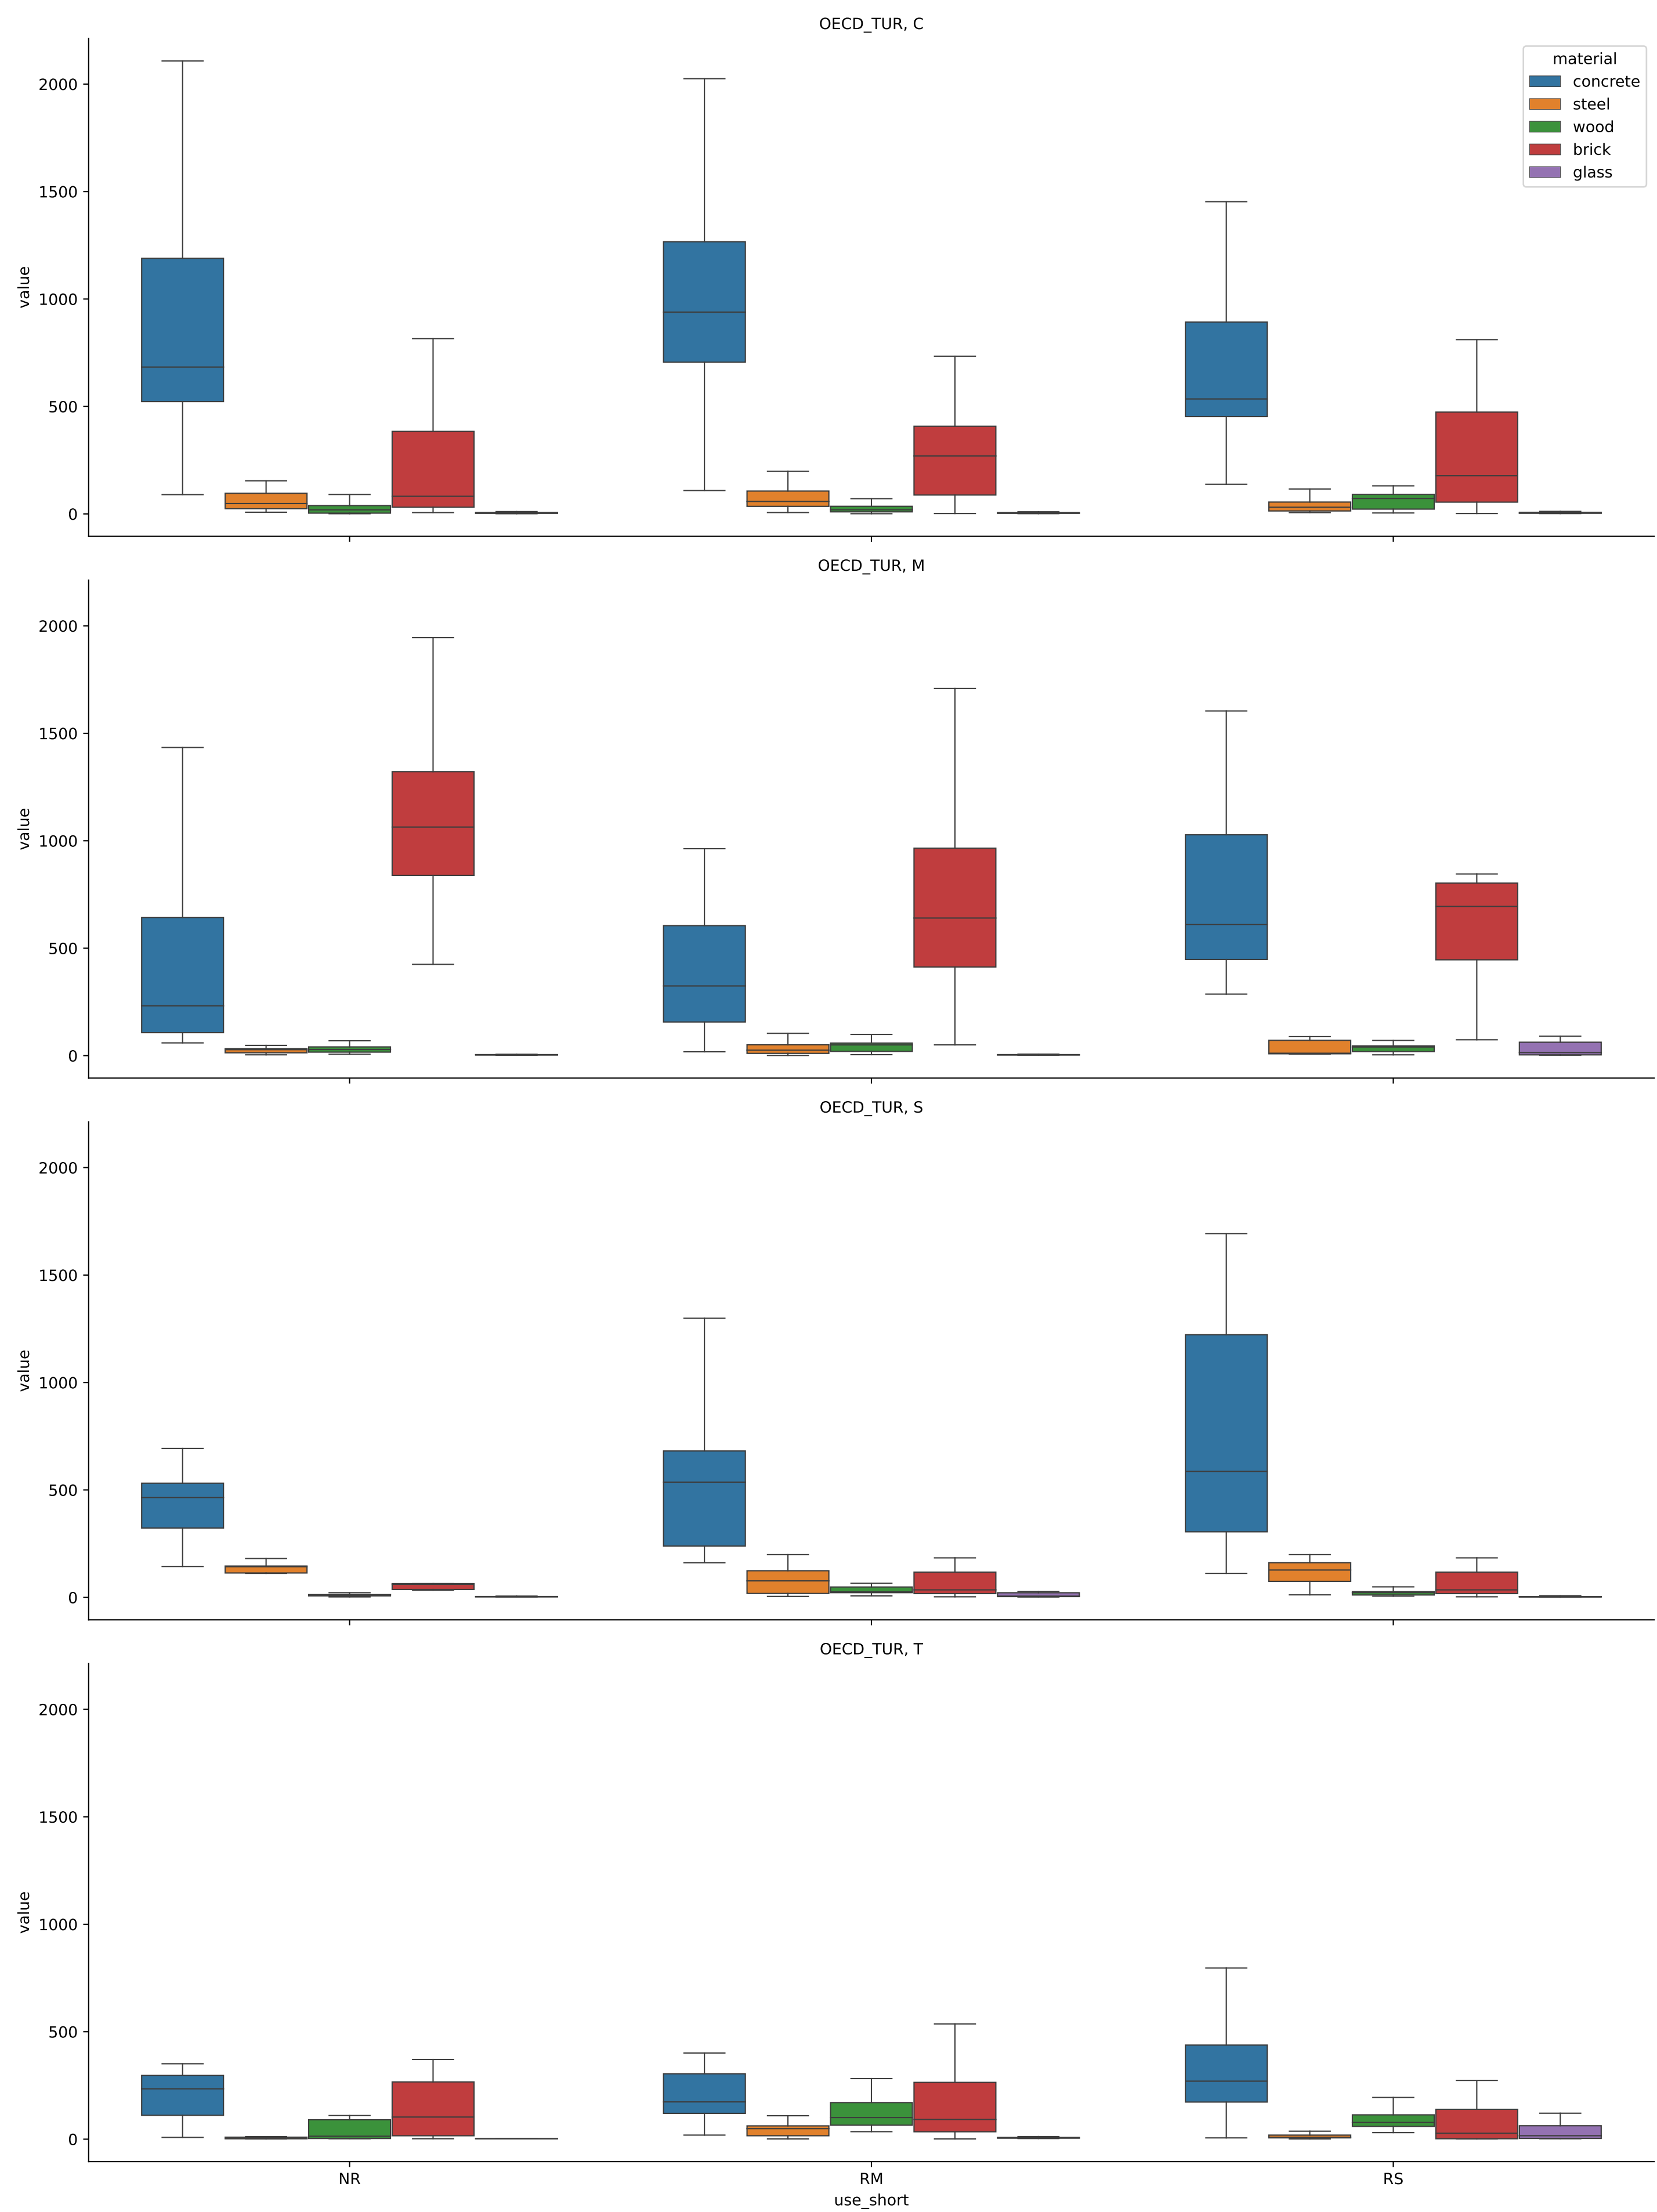 OECD_TUR, C
material
concrete
steel
wood
brick
glass
value
2000
1500
1000
500
0
OECD_TUR, M
value
2000
1500
1000
500
0
OECD_TUR, S
value
2000
1500
1000
500
0
OECD_TUR, T
value
2000
1500
1000
500
0
NR RM RS
use_short